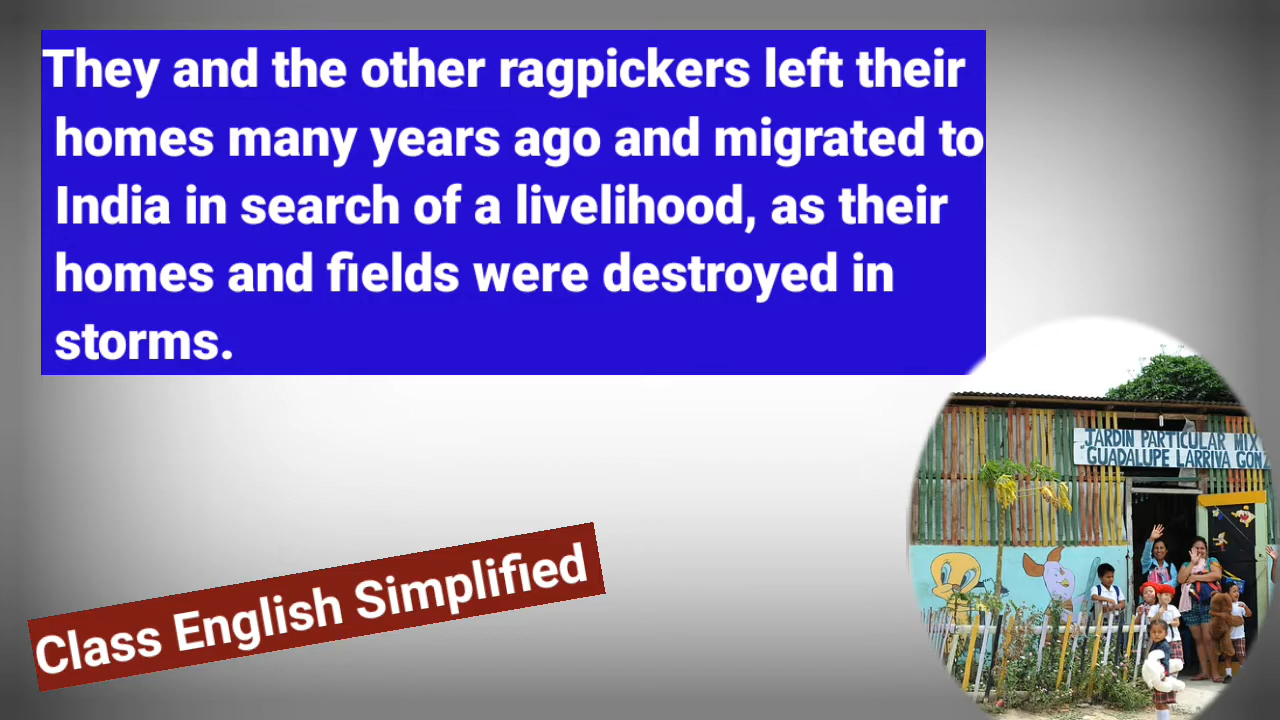 They and the other ragpickers left their
homes many years ago and migrated to
India in search of a livelihood, as their
homes and fields were destroyed in
storms.
JARDIN PARTICULAR MIX
GUADALUPE LARRIVA GON
Class English Simplified